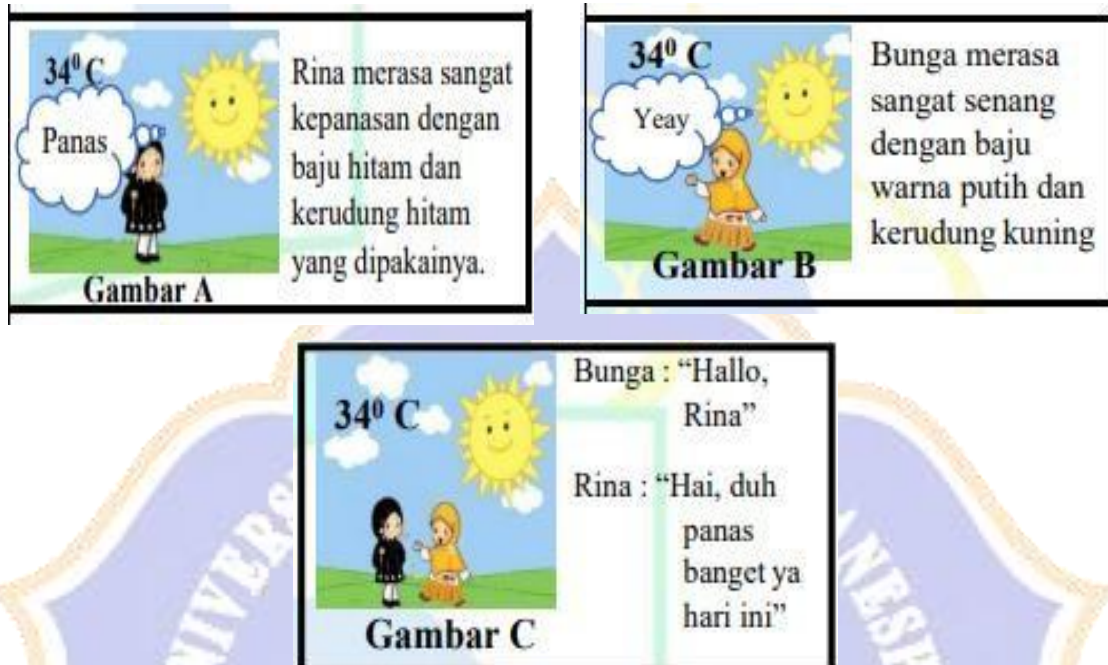 34⁰ C
Panas
Gambar A
Rina merasa sangat
kepanasan dengan
baju hitam dan
kerudung hitam
yang dipakainya.
34⁰ C
Yeay
Gambar B
Bunga merasa
sangat senang
dengan baju
warna putih dan
kerudung kuning
34⁰ C
Gambar C
Bunga : “Hallo,
Rina”
Rina : “Hai, duh
panas
banget ya
hari ini”